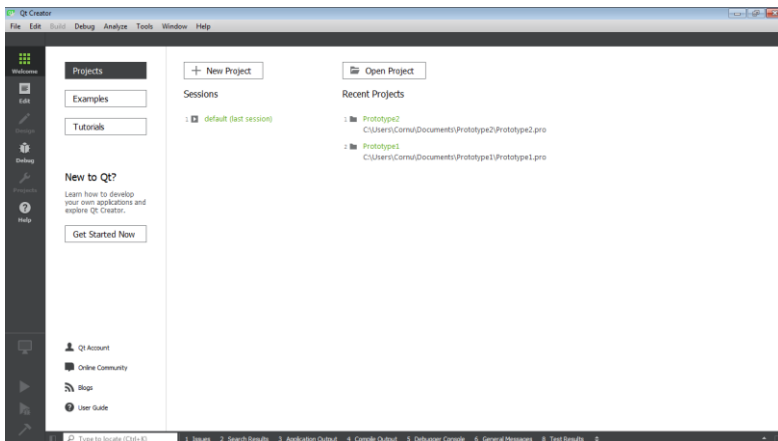 Qt Creator
File Edit Build Debug Analyze Tools Window Help
Welcome
Edit
Design
Debug
Projects
Help
Projects
Examples
Tutorials
New to Qt?
Learn how to develop
your own applications and
explore Qt Creator.
Get Started Now
Qt Account
Online Community
Blogs
User Guide
New Project
Sessions
1 default (last session)
Open Project
Recent Projects
1 Prototype2
C:\Users\Cornu\Documents\Prototype2\Prototype2.pro
2 Prototype1
C:\Users\Cornu\Documents\Prototype1\Prototype1.pro
Type to locate (Ctrl+K) 1 Issues 2 Search Results 3 Application Output 4 Compile Output 5 Debugger Console 6 General Messages 8 Test Results